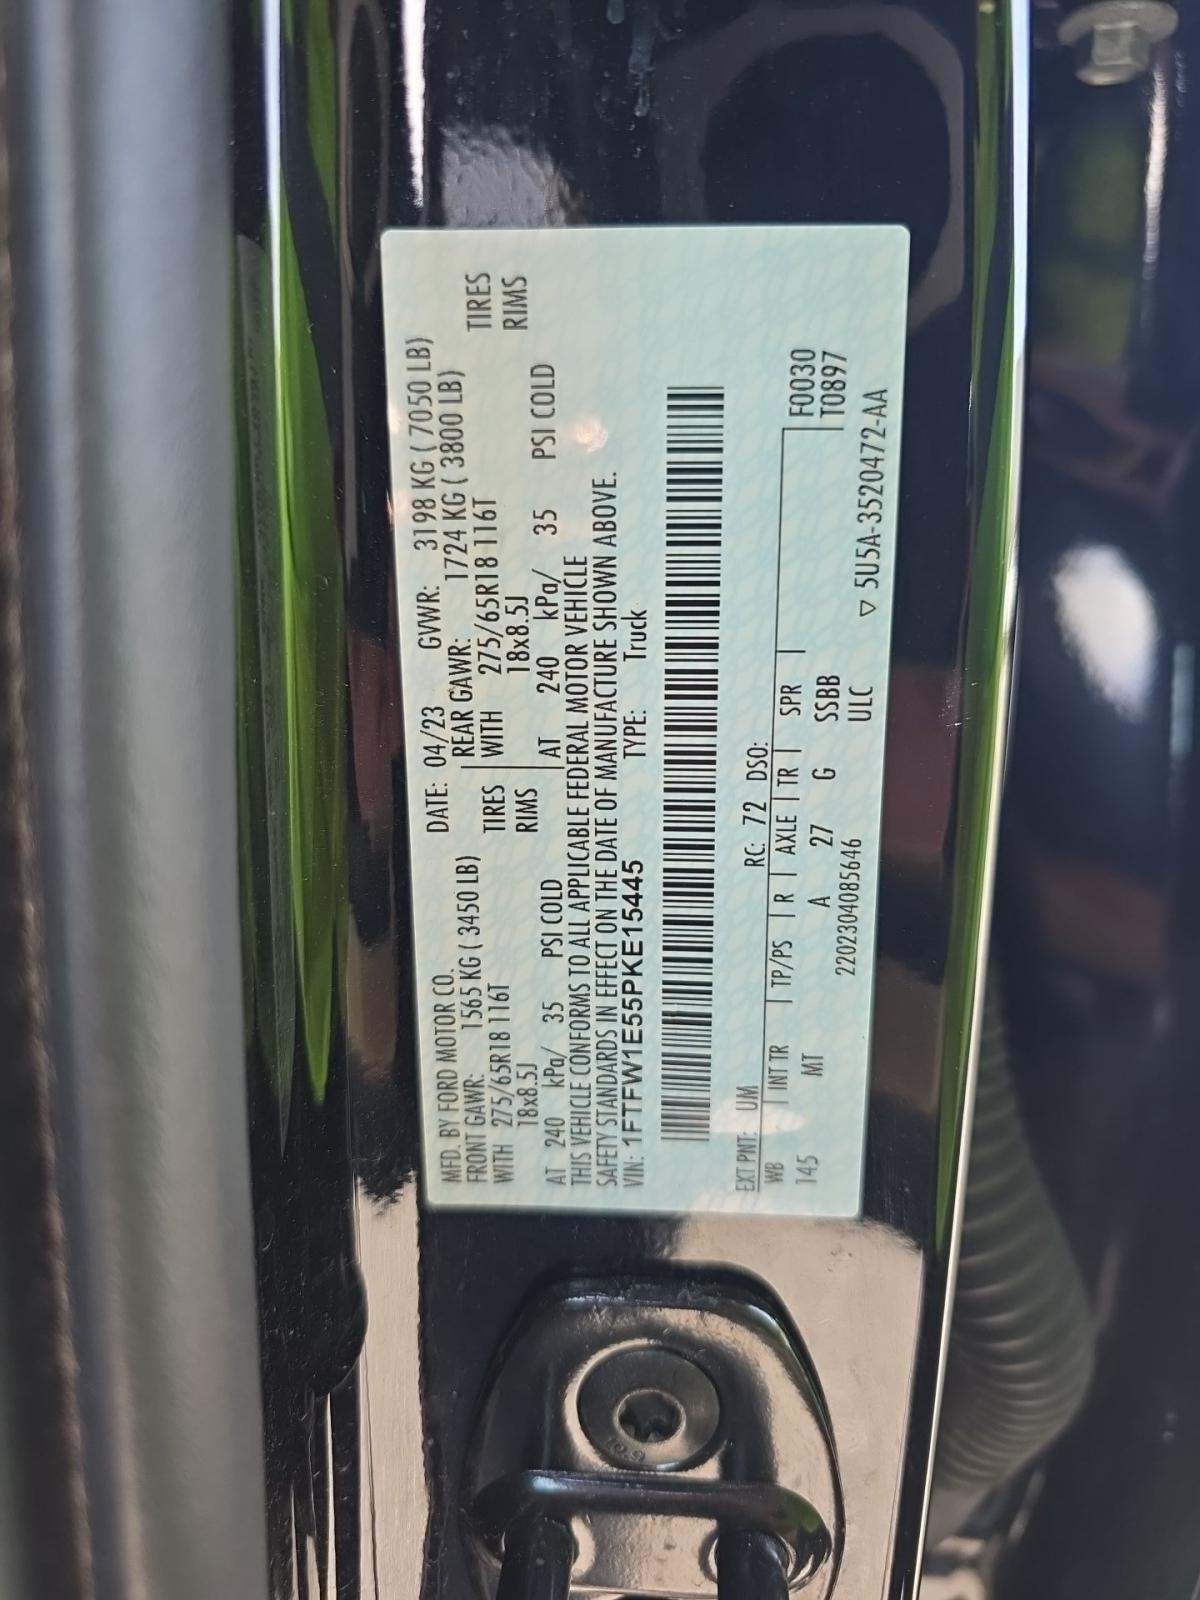 MFD. BY FORD MOTOR CO. DATE: 04/23 GVWR: 3198 KG ( 7050 LB)
FRONT GAWR: 1565 KG ( 3450 LB) REAR GAWR: 1724 KG ( 3800 LB)
WITH 275/65R18 116T TIRES WITH 275/65R18 116T TIRES
18x8.5J RIMS 18x8.5J RIMS
AT 240 kPa/ 35 PSI COLD AT 240 kPa/ 35 PSI COLD
THIS VEHICLE CONFORMS TO ALL APPLICABLE FEDERAL MOTOR VEHICLE
SAFETY STANDARDS IN EFFECT ON THE DATE OF MANUFACTURE SHOWN ABOVE.
VIN: 1FTFW1E55PKE15445 TYPE: Truck
EXT PNT: UM RC: 72 DSO:
WB INT TR TP/PS R AXLE TR SPR F0030
145 MT A 27 G SSBB T0897
220230408​5646 ULC
▽ 5U5A-3520472-AA